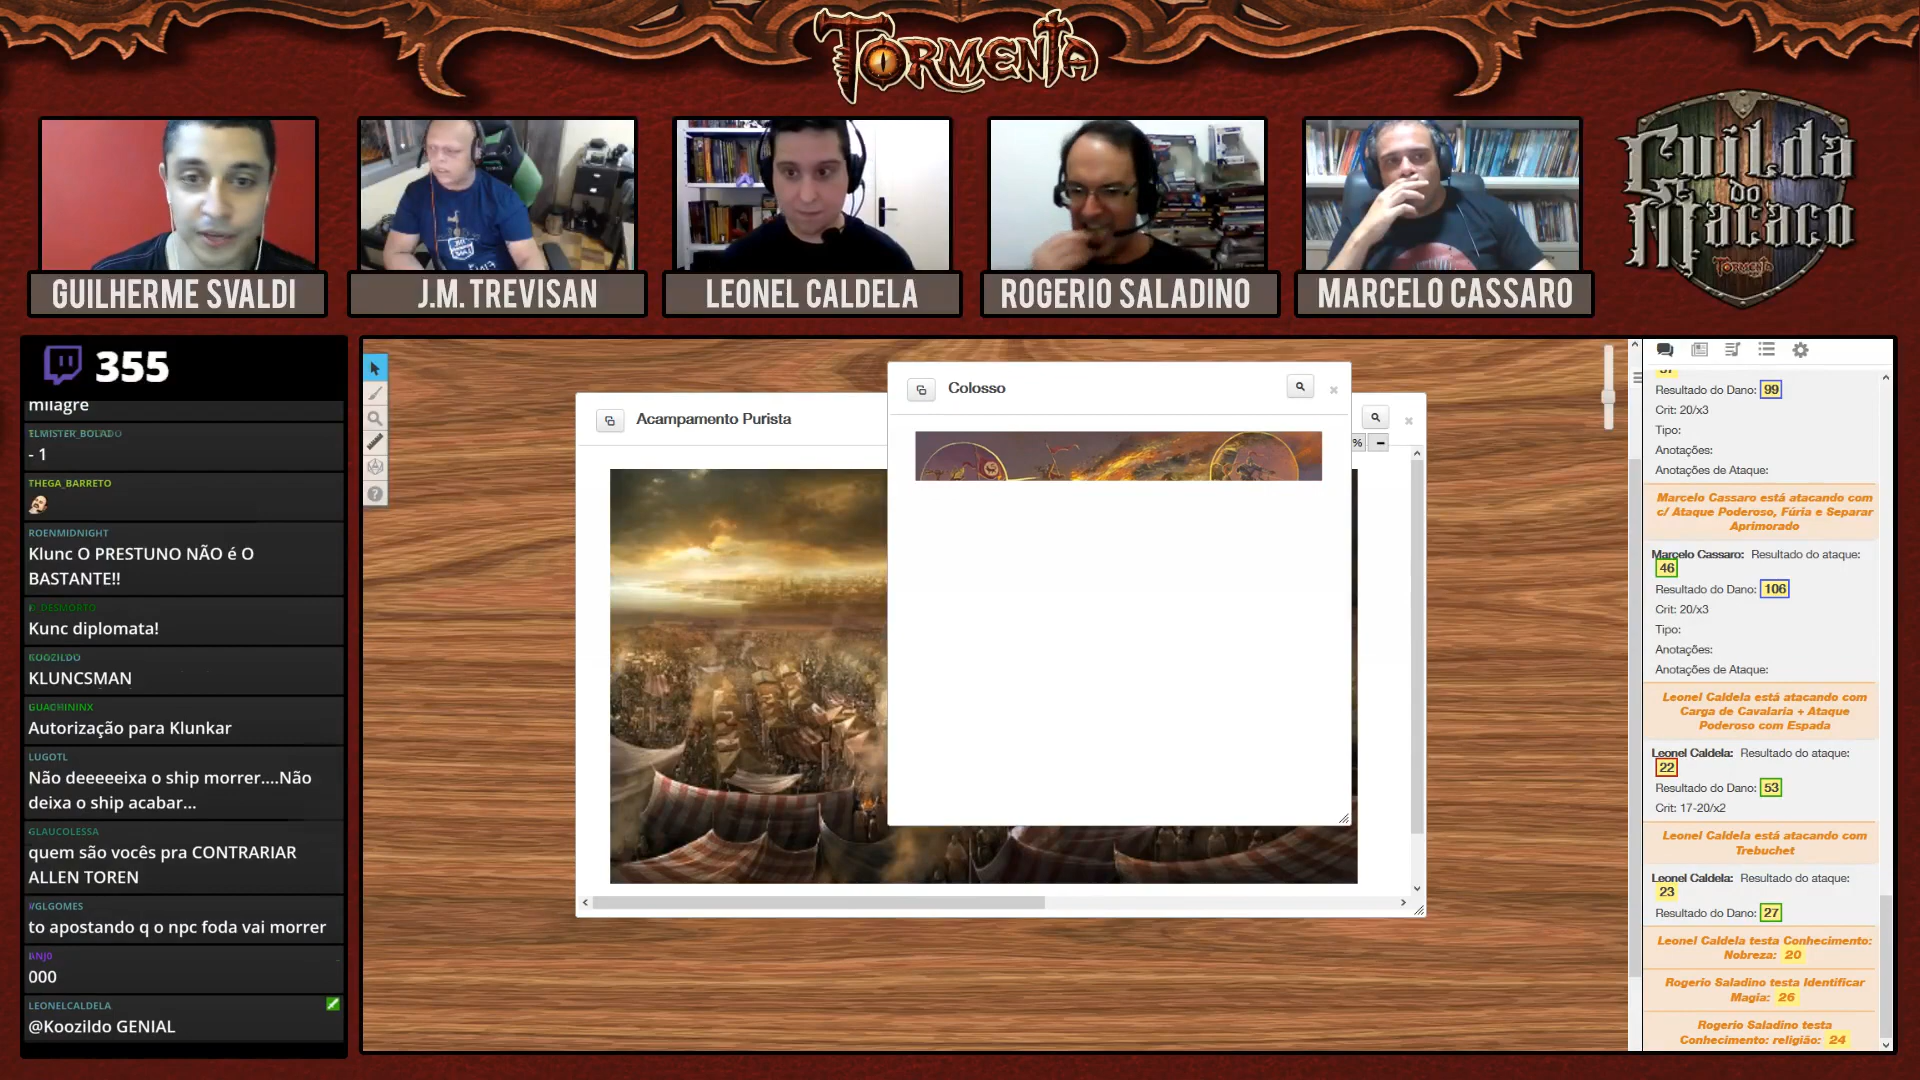 TORMENTA
GUILHERME SVALDI
J.M. TREVISAN
LEONEL CALDELA
ROGERIO SALADINO
MARCELO CASSARO
Guilda
do
Macaco
TORMENTA
355
milagre
ELMISTER_BOLADO
- 1
THEGA_BARRETO
ROENMIDNIGHT
Klunc O PRESTUNO NÃO é O
BASTANTE!!
D_DESMORTO
Kunc diplomata!
KOOZILDO
KLUNCSMAN
GUACHININX
Autorização para Klunkar
LUGOTL
Não deeeeeixa o ship morrer....Não
deixa o ship acabar...
GLAUCOLESSA
quem são vocês pra CONTRARIAR
ALLEN TOREN
VGLGOMES
to apostando q o npc foda vai morrer
ANJ0
000
LEONELCALDELA
@Koozildo GENIAL
Acampamento Purista
%
Colosso
Resultado do Dano: 99
Crit: 20/x3
Tipo:
Anotações:
Anotações de Ataque:
Marcelo Cassaro está atacando com
c/ Ataque Poderoso, Fúria e Separar
Aprimorado
Marcelo Cassaro: Resultado do ataque:
46
Resultado do Dano: 106
Crit: 20/x3
Tipo:
Anotações:
Anotações de Ataque:
Leonel Caldela está atacando com
Carga de Cavalaria + Ataque
Poderoso com Espada
Leonel Caldela: Resultado do ataque:
22
Resultado do Dano: 53
Crit: 17-20/x2
Leonel Caldela está atacando com
Trebuchet
Leonel Caldela: Resultado do ataque:
23
Resultado do Dano: 27
Leonel Caldela testa Conhecimento:
Nobreza: 20
Rogerio Saladino testa Identificar
Magia: 26
Rogerio Saladino testa
Conhecimento: religião: 24